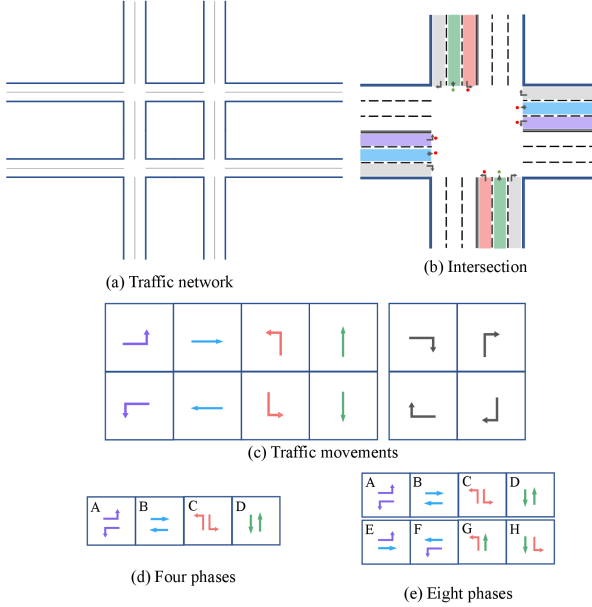 (a) Traffic network
(b) Intersection
(c) Traffic movements
A B C D
(d) Four phases
A B C D
E F G H
(e) Eight phases